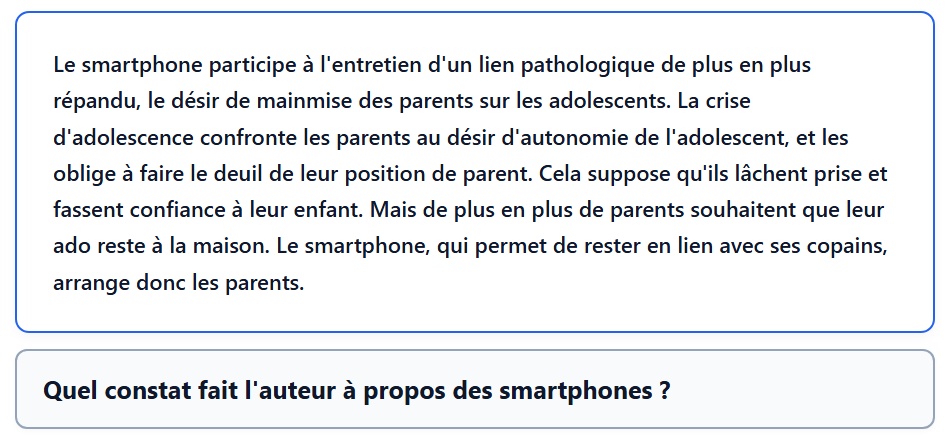 Le smartphone participe à l'entretien d'un lien pathologique de plus en plus
répandu, le désir de mainmise des parents sur les adolescents. La crise
d'adolescence confronte les parents au désir d'autonomie de l'adolescent, et les
oblige à faire le deuil de leur position de parent. Cela suppose qu'ils lâchent prise et
fassent confiance à leur enfant. Mais de plus en plus de parents souhaitent que leur
ado reste à la maison. Le smartphone, qui permet de rester en lien avec ses copains,
arrange donc les parents.
Quel constat fait l'auteur à propos des smartphones ?